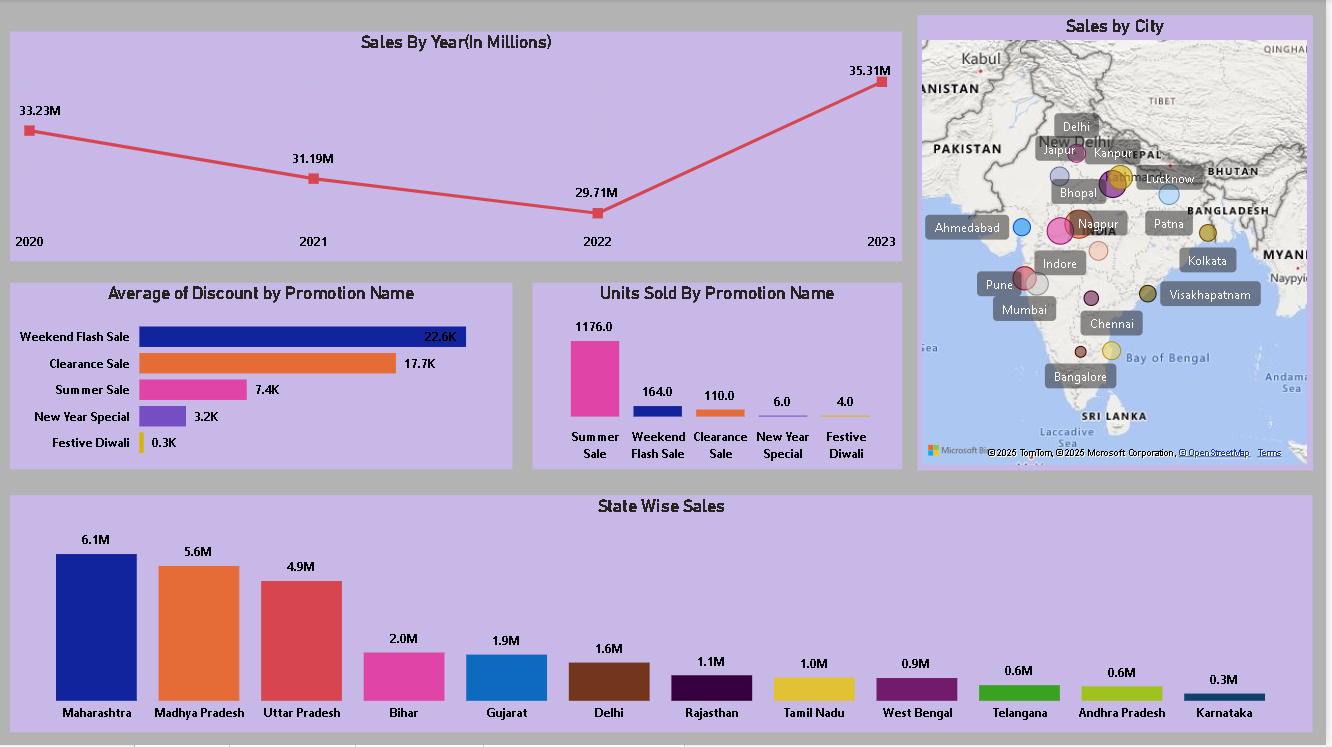 Sales By Year(In Millions)
33.23M
31.19M
29.71M
35.31M
2020
2021
2022
2023
Sales by City
Kabul
QINGHAI
ANISTAN
TIBET
Delhi
New Delhi
Jaipur
Kanpur
NEPAL
PAKISTAN
Lucknow
BHUTAN
Bhopal
BANGLADESH
Ahmedabad
Nagpur
Patna
INDIA
Kolkata
MYAN
Indore
Naypyi
Pune
Visakhapatnam
Mumbai
Chennai
Sea
Bay of Bengal
Bangalore
Andama
Sea
SRI LANKA
Laccadive
Sea
Microsoft Bi
©2025 TomTom, ©2025 Microsoft Corporation, © OpenStreetMap Terms
Average of Discount by Promotion Name
Weekend Flash Sale 22.6K
Clearance Sale 17.7K
Summer Sale 7.4K
New Year Special 3.2K
Festive Diwali 0.3K
Units Sold By Promotion Name
1176.0
164.0
110.0
6.0
4.0
Summer Sale
Weekend Flash Sale
Clearance Sale
New Year Special
Festive Diwali
State Wise Sales
6.1M
5.6M
4.9M
2.0M
1.9M
1.6M
1.1M
1.0M
0.9M
0.6M
0.6M
0.3M
Maharashtra
Madhya Pradesh
Uttar Pradesh
Bihar
Gujarat
Delhi
Rajasthan
Tamil Nadu
West Bengal
Telangana
Andhra Pradesh
Karnataka